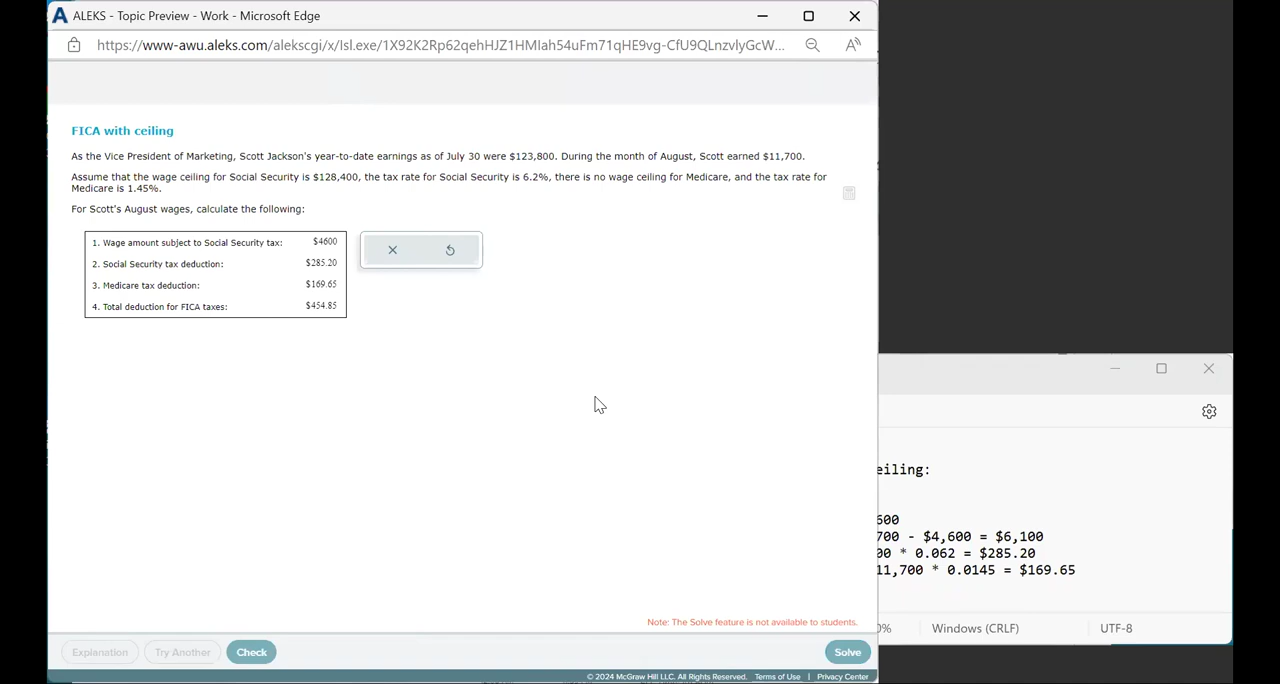 ALEKS - Topic Preview - Work - Microsoft Edge
https://www-awu.aleks.com/alekscgi/x/Isl.exe/1X92K2Rp62qehHJZ1HMIah54uFm71qHE9vg-CfU9QLnzvlyGcW...
FICA with ceiling
As the Vice President of Marketing, Scott Jackson's year-to-date earnings as of July 30 were $123,800. During the month of August, Scott earned $11,700.
Assume that the wage ceiling for Social Security is $128,400, the tax rate for Social Security is 6.2%, there is no wage ceiling for Medicare, and the tax rate for
Medicare is 1.45%.
For Scott's August wages, calculate the following:
1. Wage amount subject to Social Security tax: $4600
2. Social Security tax deduction: $285.20
3. Medicare tax deduction: $169.65
4. Total deduction for FICA taxes: $454.85
eiling:
600
700 - $4,600 = $6,100
00 * 0.062 = $285.20
11,700 * 0.0145 = $169.65
Note: The Solve feature is not available to students.
0% Windows (CRLF) UTF-8
Explanation Try Another Check Solve
© 2024 McGraw Hill LLC. All Rights Reserved. Terms of Use | Privacy Center